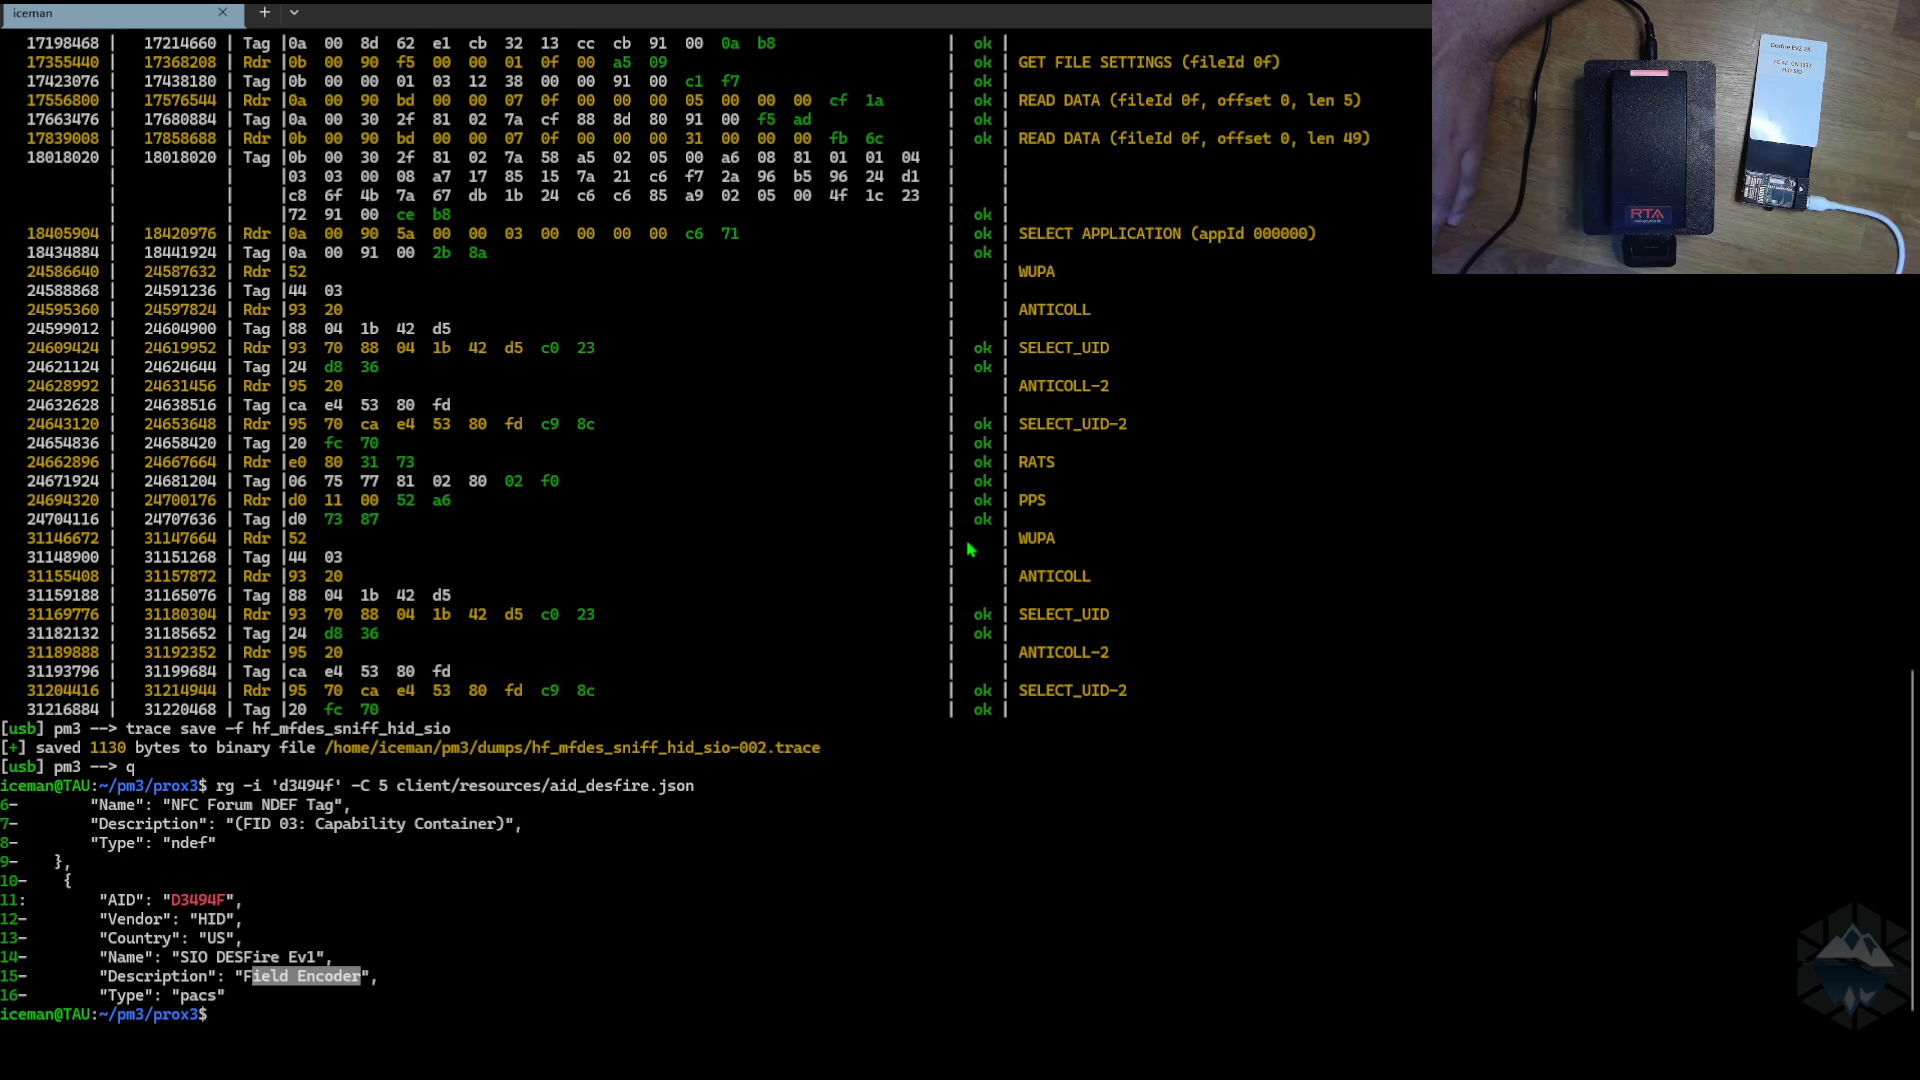 iceman × + ⌄
17198468 | 17214660 | Tag |0a 00 8d 62 e1 cb 32 13 cc cb 91 00 0a b8 | ok |
17355440 | 17368208 | Rdr |0b 00 90 f5 00 00 01 0f 00 a5 09 | ok | GET FILE SETTINGS (fileId 0f)
17423076 | 17438180 | Tag |0b 00 00 01 03 12 38 00 00 91 00 c1 f7 | ok |
17556800 | 17576544 | Rdr |0a 00 90 bd 00 00 07 0f 00 00 00 05 00 00 00 cf 1a | ok | READ DATA (fileId 0f, offset 0, len 5)
17663476 | 17680884 | Tag |0a 00 30 2f 81 02 7a cf 88 8d 80 91 00 f5 ad | ok |
17839008 | 17858688 | Rdr |0b 00 90 bd 00 00 07 0f 00 00 00 31 00 00 00 fb 6c | ok | READ DATA (fileId 0f, offset 0, len 49)
18018020 | 18018020 | Tag |0b 00 30 2f 81 02 7a 58 a5 02 05 00 a6 08 81 01 01 04 | |
| | |03 03 00 08 a7 17 85 15 7a 21 c6 f7 2a 96 b5 96 24 d1 | |
| | |c8 6f 4b 7a 67 db 1b 24 c6 c6 85 a9 02 05 00 4f 1c 23 | |
| | |72 91 00 ce b8 | ok |
18405904 | 18420976 | Rdr |0a 00 90 5a 00 00 03 00 00 00 00 c6 71 | ok | SELECT APPLICATION (appId 000000)
18434884 | 18441924 | Tag |0a 00 91 00 2b 8a | ok |
24586640 | 24587632 | Rdr |52 | | WUPA
24588868 | 24591236 | Tag |44 03 | |
24595360 | 24597824 | Rdr |93 20 | | ANTICOLL
24599012 | 24604900 | Tag |88 04 1b 42 d5 | |
24609424 | 24619952 | Rdr |93 70 88 04 1b 42 d5 c0 23 | ok | SELECT_UID
24621124 | 24624644 | Tag |24 d8 36 | ok |
24628992 | 24631456 | Rdr |95 20 | | ANTICOLL-2
24632628 | 24638516 | Tag |ca e4 53 80 fd | |
24643120 | 24653648 | Rdr |95 70 ca e4 53 80 fd c9 8c | ok | SELECT_UID-2
24654836 | 24658420 | Tag |20 fc 70 | ok |
24662896 | 24667664 | Rdr |e0 80 31 73 | ok | RATS
24671924 | 24681204 | Tag |06 75 77 81 02 80 02 f0 | ok |
24694320 | 24700176 | Rdr |d0 11 00 52 a6 | ok | PPS
24704116 | 24707636 | Tag |d0 73 87 | ok |
31146672 | 31147664 | Rdr |52 | | WUPA
31148900 | 31151268 | Tag |44 03 | |
31155408 | 31157872 | Rdr |93 20 | | ANTICOLL
31159188 | 31165076 | Tag |88 04 1b 42 d5 | |
31169776 | 31180304 | Rdr |93 70 88 04 1b 42 d5 c0 23 | ok | SELECT_UID
31182132 | 31185652 | Tag |24 d8 36 | ok |
31189888 | 31192352 | Rdr |95 20 | | ANTICOLL-2
31193796 | 31199684 | Tag |ca e4 53 80 fd | |
31204416 | 31214944 | Rdr |95 70 ca e4 53 80 fd c9 8c | ok | SELECT_UID-2
31216884 | 31220468 | Tag |20 fc 70 | ok |
[usb] pm3 --> trace save -f hf_mfdes_sniff_hid_sio
[+] saved 1130 bytes to binary file /home/iceman/pm3/dumps/hf_mfdes_sniff_hid_sio-002.trace
[usb] pm3 --> q
iceman@TAU:~/pm3/prox3$ rg -i 'd3494f' -C 5 client/resources/aid_desfire.json
6- "Name": "NFC Forum NDEF Tag",
7- "Description": "(FID 03: Capability Container)",
8- "Type": "ndef"
9- },
10- {
11: "AID": "D3494F",
12- "Vendor": "HID",
13- "Country": "US",
14- "Name": "SIO DESFire Ev1",
15- "Description": "Field Encoder",
16- "Type": "pacs"
iceman@TAU:~/pm3/prox3$
Desfire EV2
HID SIO
RTA